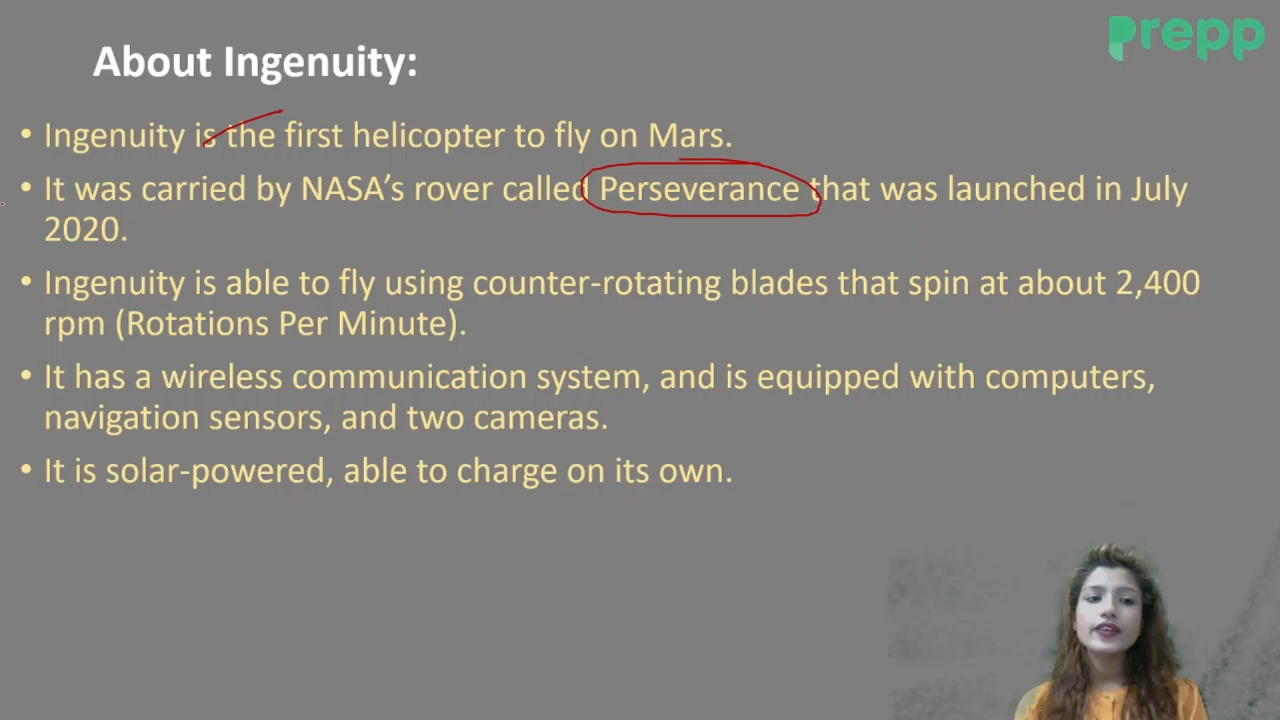 Prepp
About Ingenuity:
• Ingenuity is the first helicopter to fly on Mars.
• It was carried by NASA’s rover called Perseverance that was launched in July
2020.
• Ingenuity is able to fly using counter-rotating blades that spin at about 2,400
rpm (Rotations Per Minute).
• It has a wireless communication system, and is equipped with computers,
navigation sensors, and two cameras.
• It is solar-powered, able to charge on its own.